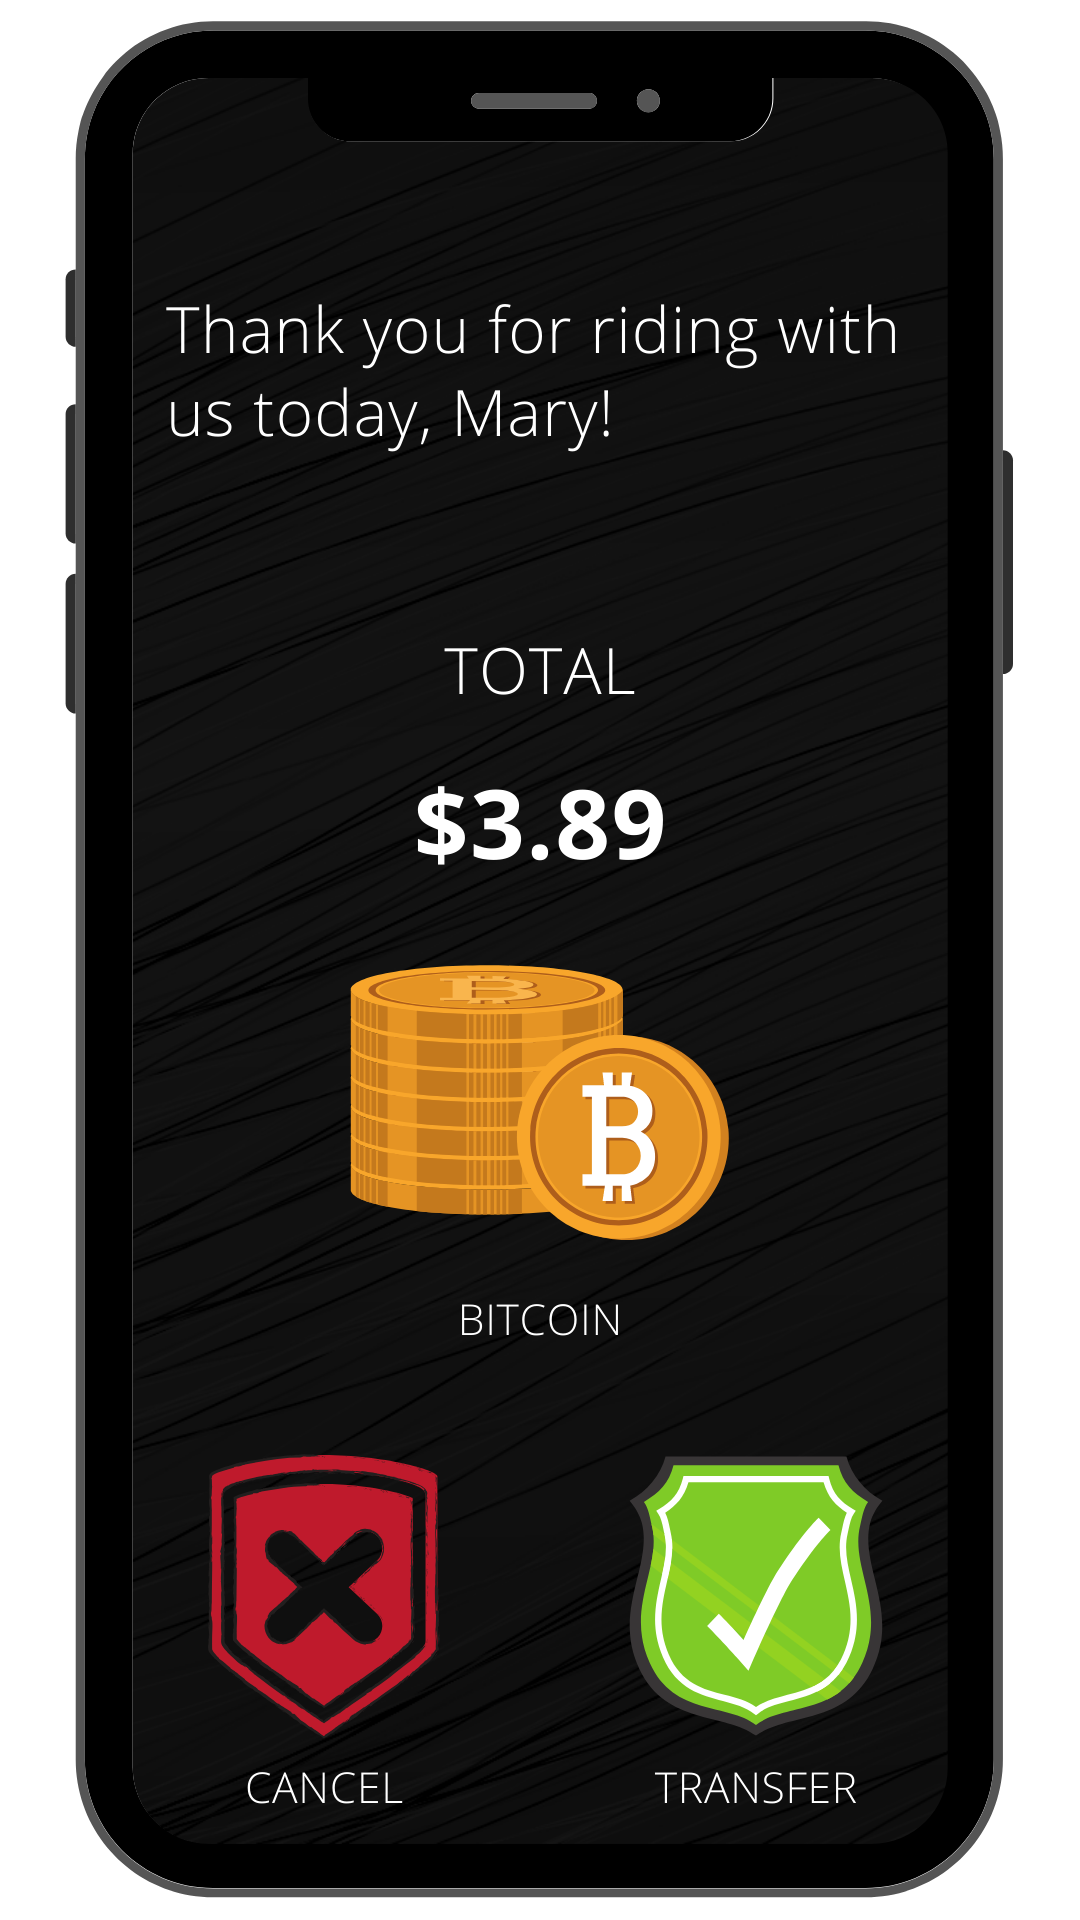 Thank you for riding with
us today, Mary!
TOTAL
$3.89
BITCOIN
CANCEL
TRANSFER